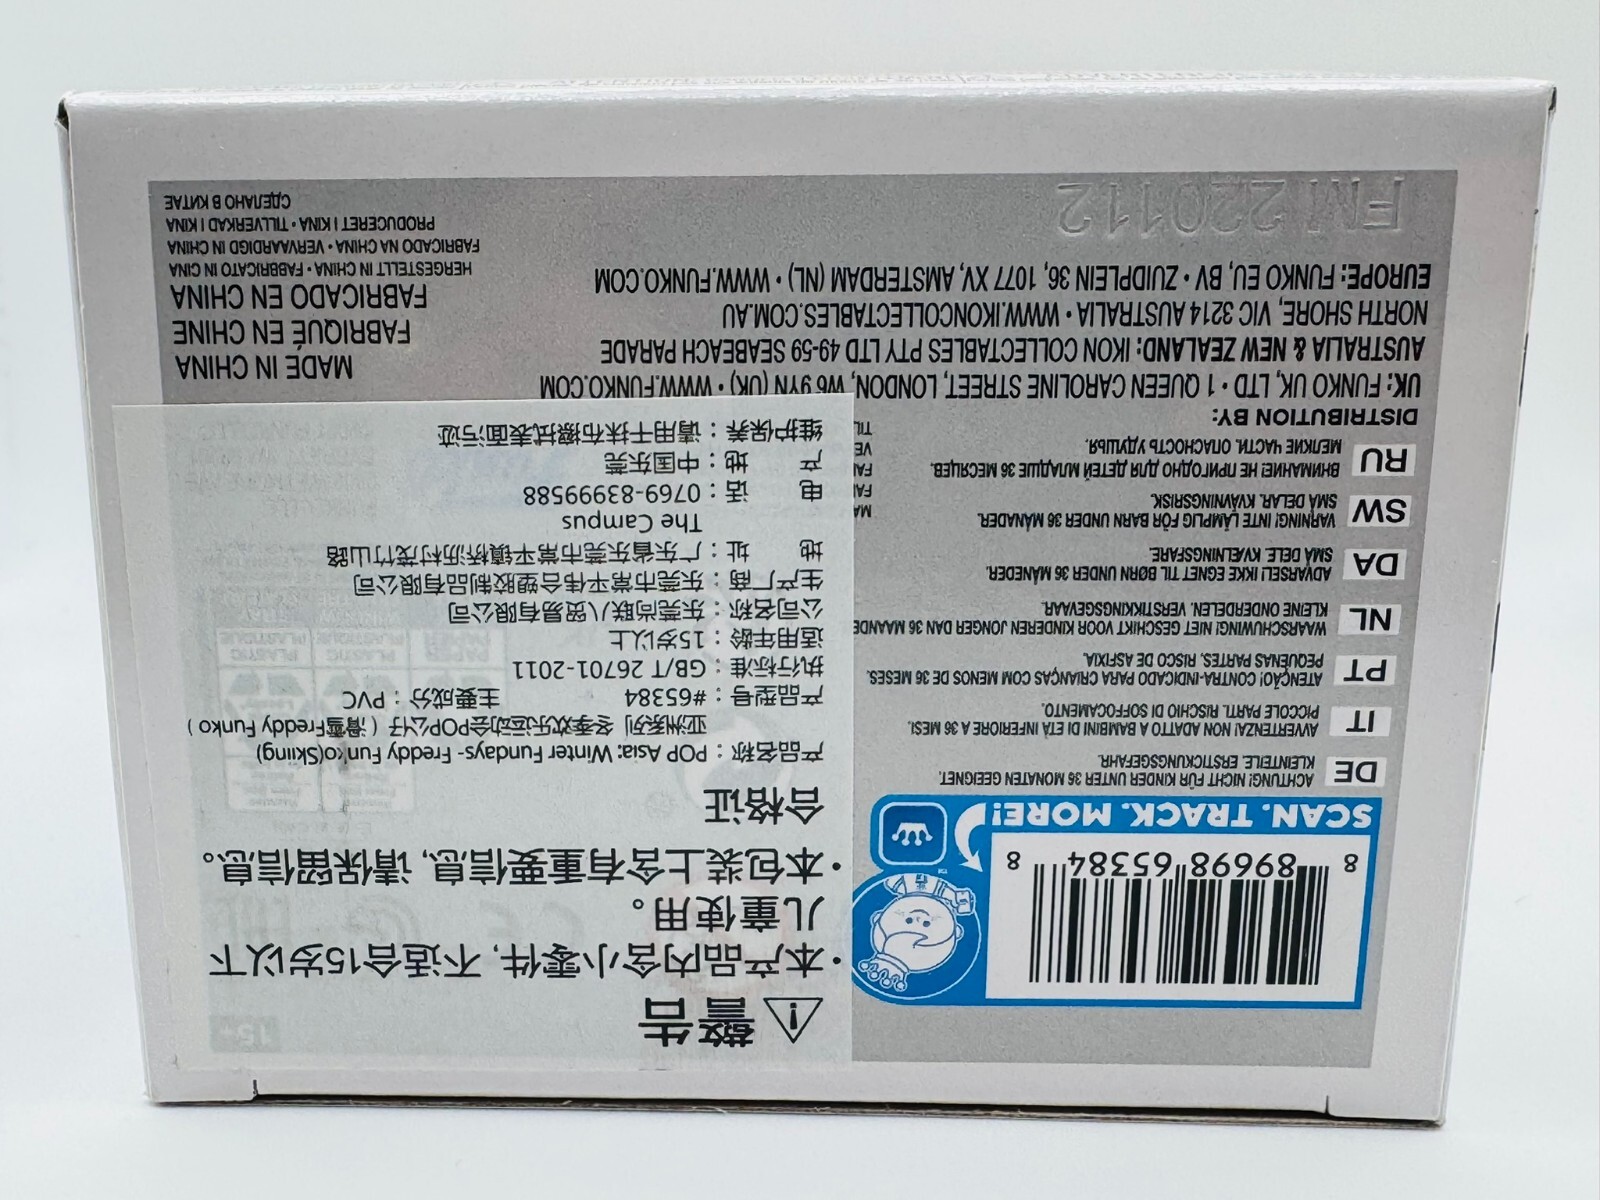 警告
·本产品内含小零件, 不适合15岁以下
儿童使用。
·本包装上含有重要信息, 请保留信息。
合格证
产品名称：POP Asia: Winter Fundays- Freddy Funko(Skiing)
亚洲系列 冬季欢乐运动会POP公仔（滑雪Freddy Funko）
产品型号：#65384 主要成分：PVC
执行标准：GB/T 26701-2011
适用年龄：15岁以上
公司名称：东莞尚联八贸易有限公司
生产厂商：东莞市常平伟合塑胶制品有限公司
地址：广东省东莞市常平镇桥沥村茂竹山路
The Campus
电话：0769-83999588
产地：中国东莞
维护保养：请用干抹布擦拭表面污迹
8 89698 65384 8
SCAN. TRACK. MORE!
DE ACHTUNG! NICHT FÜR KINDER UNTER 36 MONATEN GEEIGNET.
KLEINTEILE. ERSTICKUNGSGEFAHR.
IT AVVERTENZA! NON ADATTO A BAMBINI DI ETÀ INFERIORE A 36 MESI.
PICCOLE PARTI. RISCHIO DI SOFFOCAMENTO.
PT ATENÇÃO! CONTRA-INDICADO PARA CRIANÇAS COM MENOS DE 36 MESES.
PEQUENAS PARTES. RISCO DE ASFIXIA.
NL WAARSCHUWING! NIET GESCHIKT VOOR KINDEREN JONGER DAN 36 MAANDE
KLEINE ONDERDELEN. VERSTIKKINGSGEVAAR.
DA ADVARSEL! IKKE EGNET TIL BØRN UNDER 36 MÅNEDER.
SMÅ DELE. KVÆLNINGSFARE.
SW VARNING! INTE LÄMPLIG FÖR BARN UNDER 36 MÅNADER.
SMÅ DELAR. KVÄVNINGSRISK.
RU ВНИМАНИЕ! НЕ ПРИГОДНО ДЛЯ ДЕТЕЙ МЛАДШЕ 36 МЕСЯЦЕВ.
МЕЛКИЕ ЧАСТИ. ОПАСНОСТЬ УДУШЬЯ.
DISTRIBUTION BY:
UK: FUNKO UK, LTD • 1 QUEEN CAROLINE STREET, LONDON, W6 9YN (UK) • WWW.FUNKO.COM
AUSTRALIA & NEW ZEALAND: IKON COLLECTABLES PTY LTD 49-59 SEABEACH PARADE
NORTH SHORE, VIC 3214 AUSTRALIA • WWW.IKONCOLLECTABLES.COM.AU
EUROPE: FUNKO EU, BV • ZUIDPLEIN 36, 1077 XV, AMSTERDAM (NL) • WWW.FUNKO.COM
FM 220112
MADE IN CHINA
FABRIQUÉ EN CHINE
FABRICADO EN CHINA
HERGESTELLT IN CHINA • FABBRICATO IN CINA
FABRICADO NA CHINA • VERVAARDIGD IN CHINA
PRODUCERET I KINA • TILLVERKAD I KINA
СДЕЛАНО В КИТАЕ